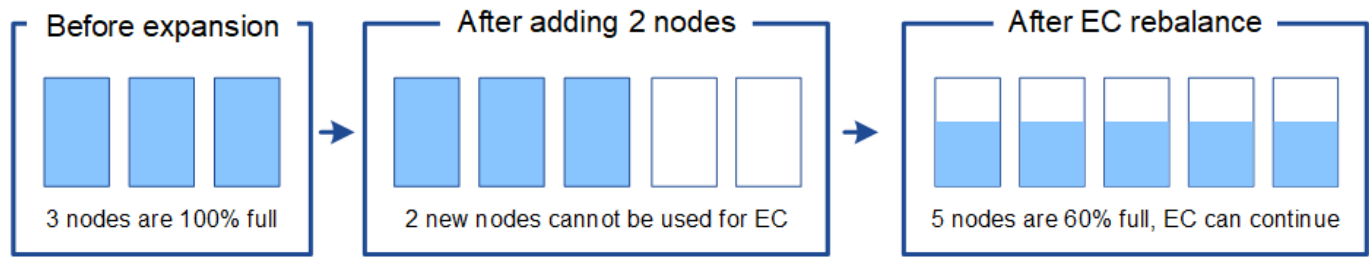 Before expansion
3 nodes are 100% full
After adding 2 nodes
2 new nodes cannot be used for EC
After EC rebalance
5 nodes are 60% full, EC can continue